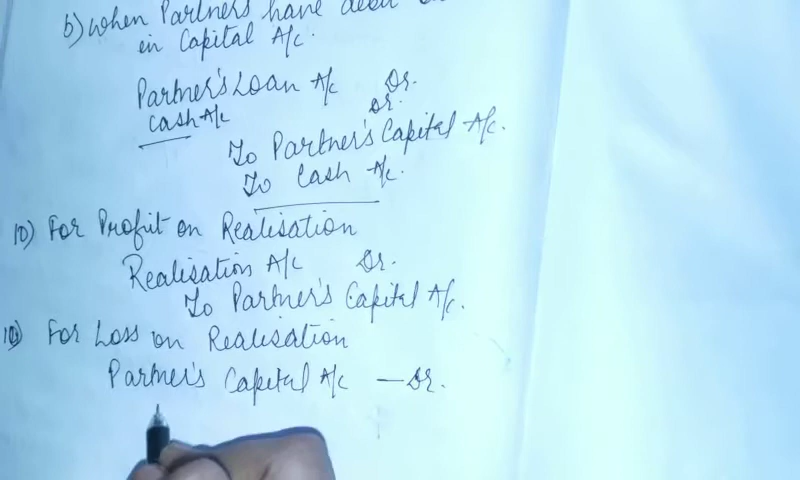 b) When Partners have debit
in Capital A/c.
Partner's Loan A/c Dr.
Cash A/c Dr.
To Partner's Capital A/c.
To Cash A/c.
10) For Profit on Realisation
Realisation A/c Dr.
To Partner's Capital A/c.
For Loss on Realisation
Partner's Capital A/c — Dr.